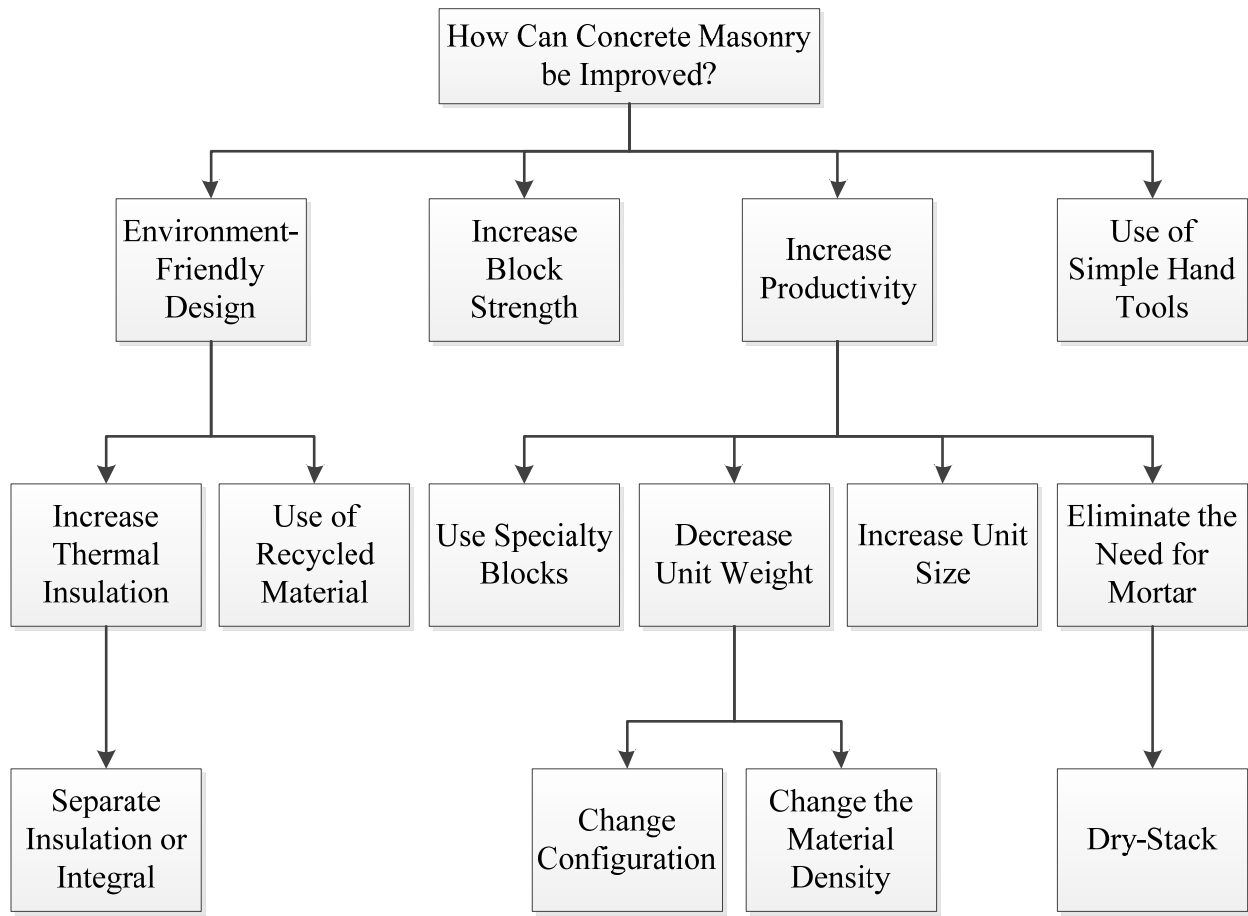 How Can Concrete Masonry
be Improved?
Environment-
Friendly
Design
Increase
Block
Strength
Increase
Productivity
Use of
Simple Hand
Tools
Increase
Thermal
Insulation
Use of
Recycled
Material
Use Specialty
Blocks
Decrease
Unit Weight
Increase Unit
Size
Eliminate the
Need for
Mortar
Separate
Insulation or
Integral
Change
Configuration
Change the
Material
Density
Dry-Stack